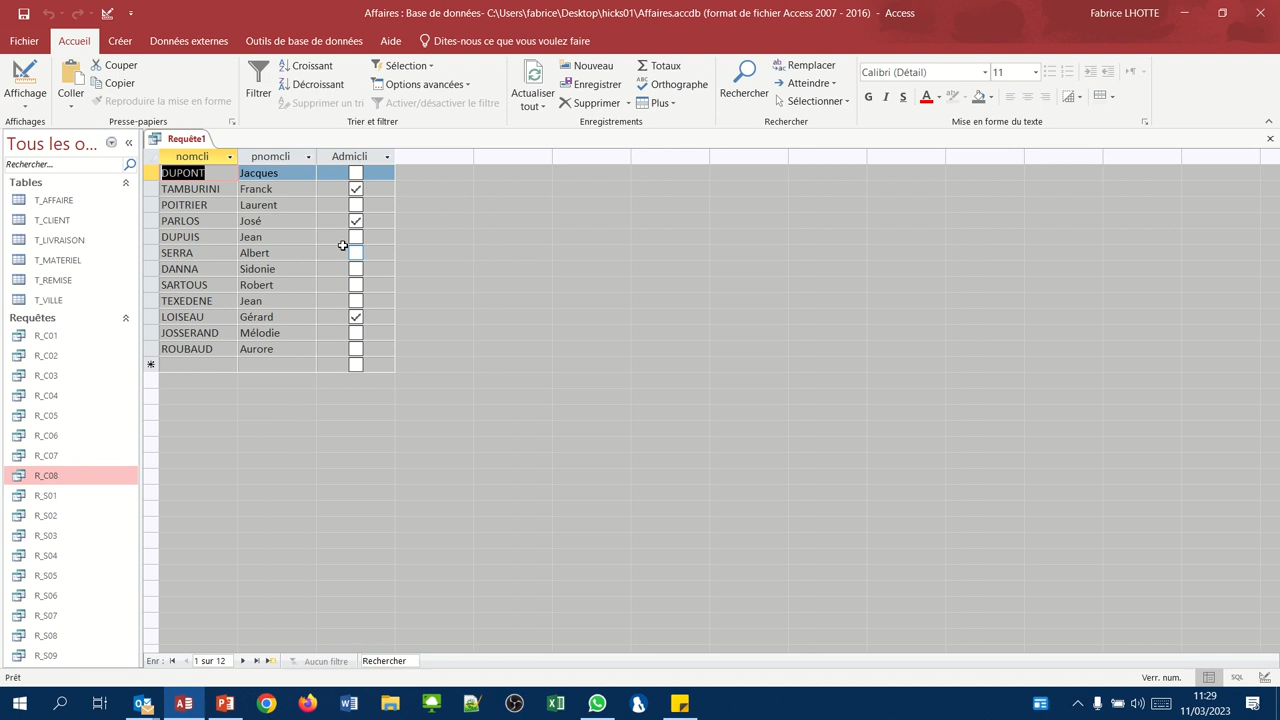 Affaires : Base de données- C:\Users\fabrice\Desktop\hicks01\Affaires.accdb (format de fichier Access 2007 - 2016) - Access
Fabrice LHOTTE
Fichier Accueil Créer Données externes Outils de base de données Aide Dites-nous ce que vous voulez faire
Affichage
Coller
Couper
Copier
Reproduire la mise en forme
Filtrer
Croissant
Décroissant
Supprimer un tri
Sélection
Options avancées
Activer/désactiver le filtre
Actualiser
tout
Nouveau
Enregistrer
Supprimer
Totaux
Orthographe
Plus
Rechercher
Remplacer
Atteindre
Sélectionner
Calibri (Détail) 11
G I S A
Affichages Presse-papiers Trier et filtrer Enregistrements Rechercher Mise en forme du texte
Tous les o...
Rechercher...
Tables
T_AFFAIRE
T_CLIENT
T_LIVRAISON
T_MATERIEL
T_REMISE
T_VILLE
Requêtes
R_C01
R_C02
R_C03
R_C04
R_C05
R_C06
R_C07
R_C08
R_S01
R_S02
R_S03
R_S04
R_S05
R_S06
R_S07
R_S08
R_S09
Requête1
nomcli pnomcli Admicli
DUPONT Jacques
TAMBURINI Franck
POITRIER Laurent
PARLOS José
DUPUIS Jean
SERRA Albert
DANNA Sidonie
SARTOUS Robert
TEXEDENE Jean
LOISEAU Gérard
JOSSERAND Mélodie
ROUBAUD Aurore
Enr : 1 sur 12 Aucun filtre Rechercher
Prêt
Verr. num.
SQL
11:29
11/03/2023